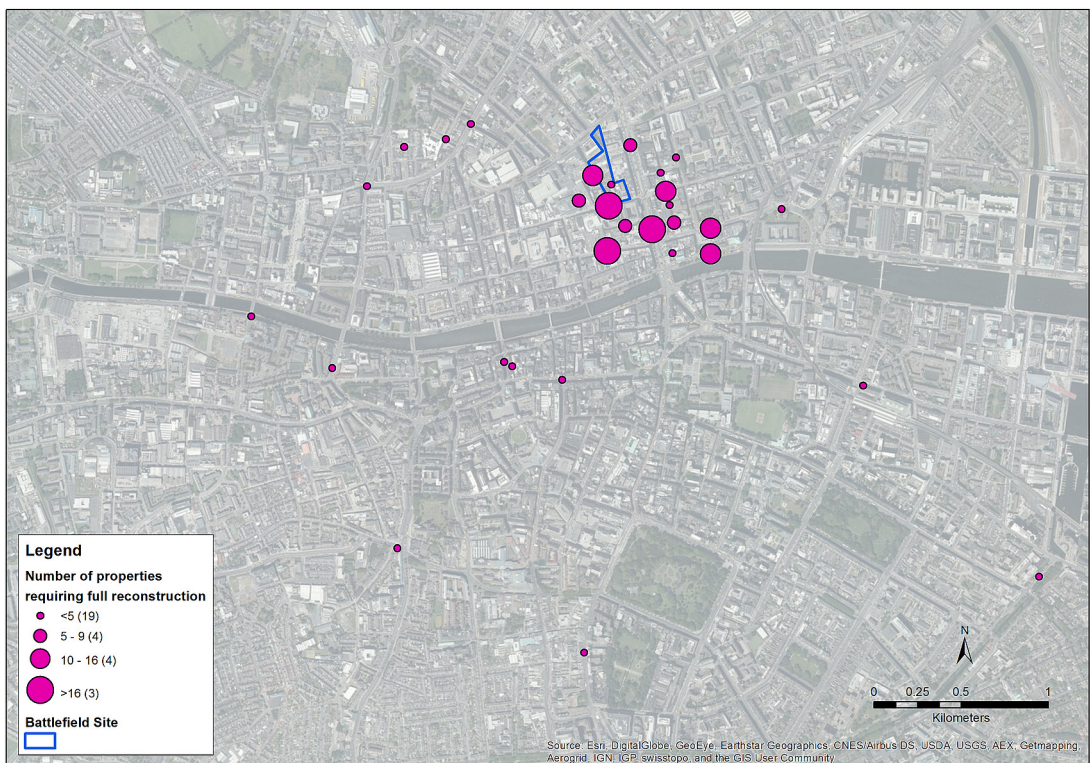 Legend
Number of properties
requiring full reconstruction
<5 (19)
5 - 9 (4)
10 - 16 (4)
>16 (3)
Battlefield Site
N
0 0.25 0.5 1
Kilometers
Source: Esri, DigitalGlobe, GeoEye, Earthstar Geographics, CNES/Airbus DS, USDA, USGS, AEX, Getmapping,
Aerogrid, IGN, IGP, swisstopo, and the GIS User Community